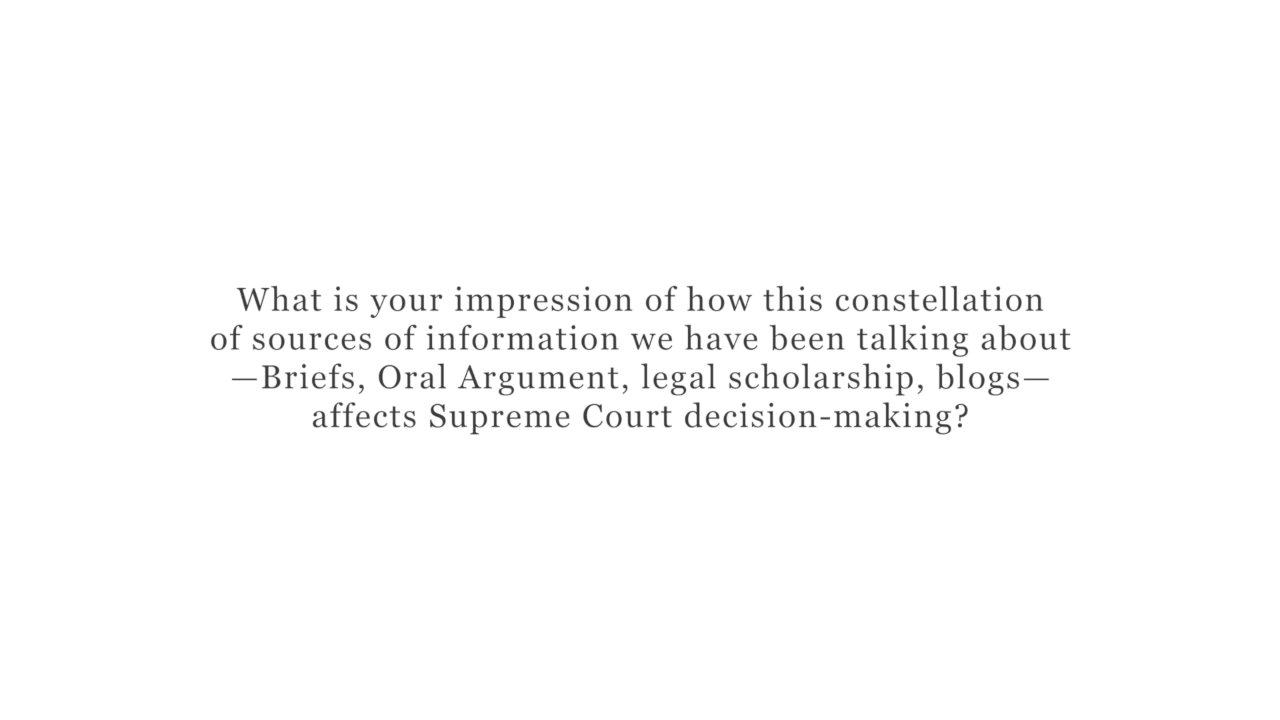 What is your impression of how this constellation
of sources of information we have been talking about
—Briefs, Oral Argument, legal scholarship, blogs—
affects Supreme Court decision-making?